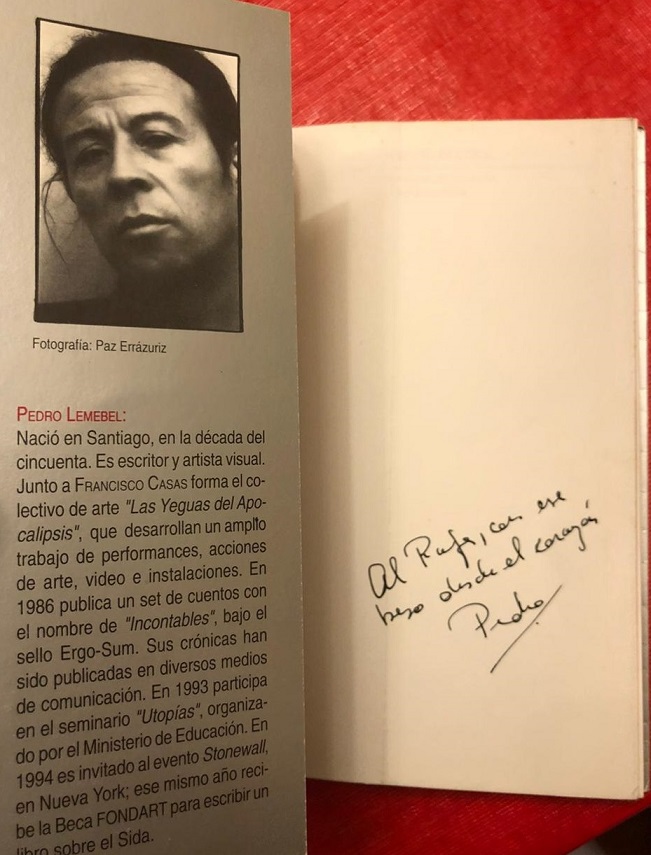 Fotografía: Paz Errázuriz
PEDRO LEMEBEL:
Nació en Santiago, en la década del
cincuenta. Es escritor y artista visual.
Junto a FRANCISCO CASAS forma el co-
lectivo de arte "Las Yeguas del Apo-
calipsis", que desarrollan un amplio
trabajo de performances, acciones
de arte, video e instalaciones. En
1986 publica un set de cuentos con
el nombre de "Incontables", bajo el
sello Ergo-Sum. Sus crónicas han
sido publicadas en diversos medios
de comunicación. En 1993 participa
en el seminario "Utopías", organiza-
do por el Ministerio de Educación. En
1994 es invitado al evento Stonewall,
en Nueva York; ese mismo año reci-
be la Beca FONDART para escribir un
libro sobre el Sida.
Al Rafa, con ese
beso desde el corazón
Pedro